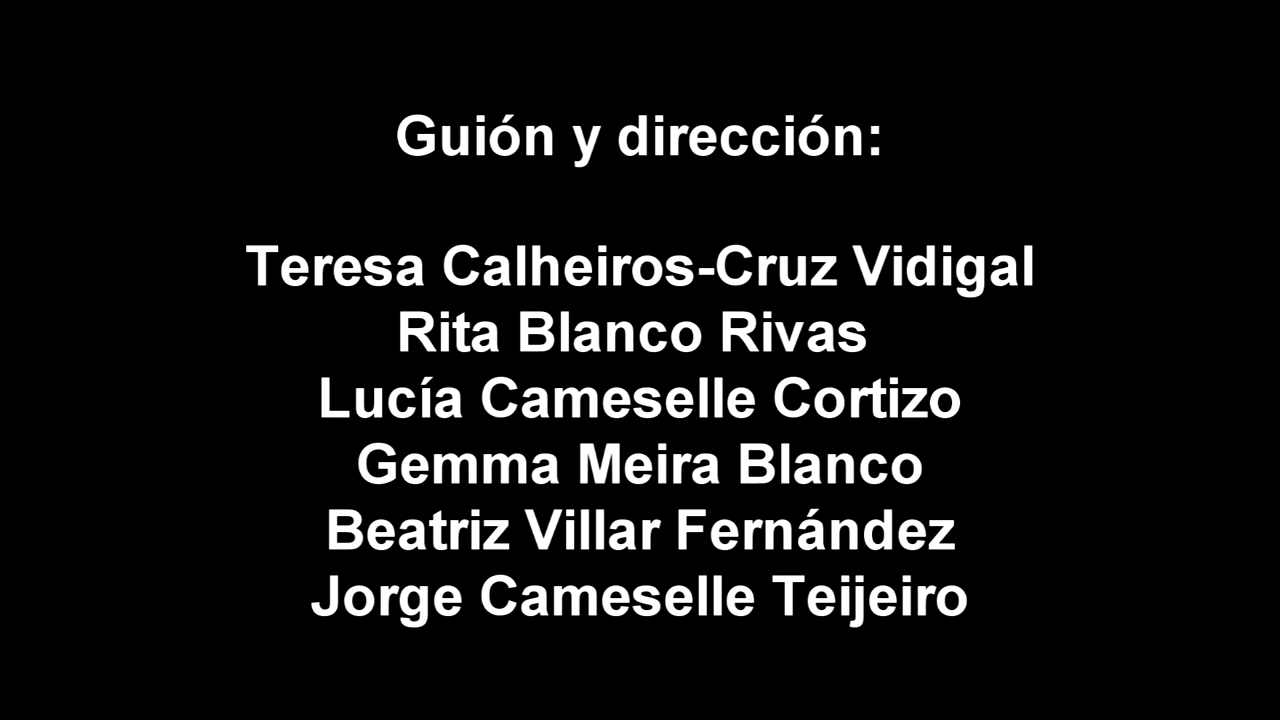 Guión y dirección:
Teresa Calheiros-Cruz Vidigal
Rita Blanco Rivas
Lucía Cameselle Cortizo
Gemma Meira Blanco
Beatriz Villar Fernández
Jorge Cameselle Teijeiro